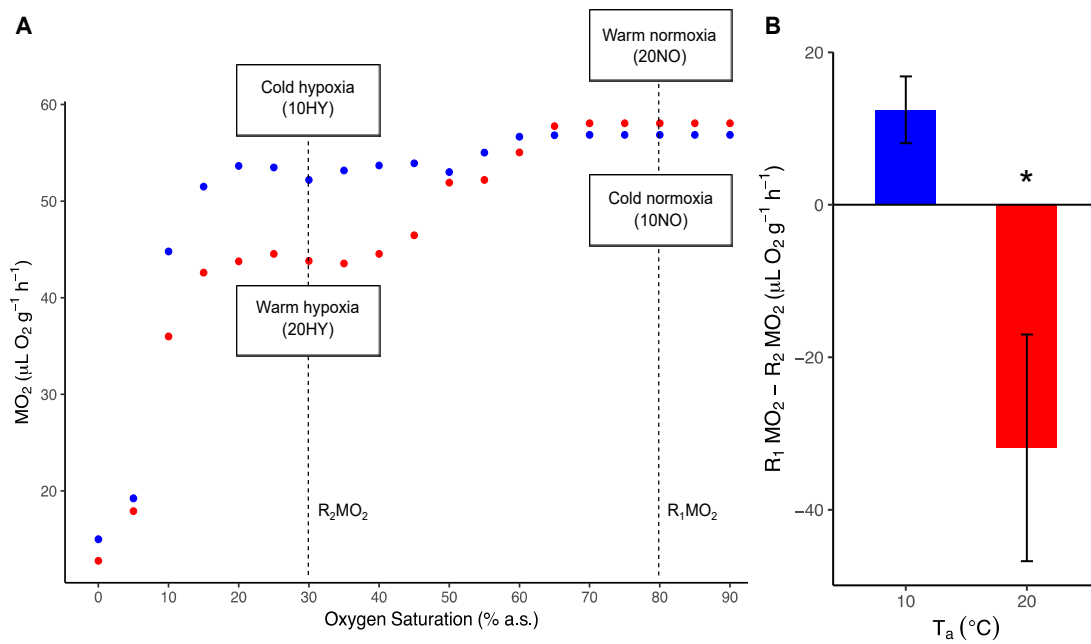 A
MO₂ (μL O₂ g⁻¹ h⁻¹)
60
50
40
30
20
Cold hypoxia
(10HY)
Warm hypoxia
(20HY)
Warm normoxia
(20NO)
Cold normoxia
(10NO)
R₂MO₂
R₁MO₂
0 10 20 30 40 50 60 70 80 90
Oxygen Saturation (% a.s.)
B
R₁ MO₂ − R₂ MO₂ (μL O₂ g⁻¹ h⁻¹)
20
0
−20
−40
*
10 20
Tₐ (°C)